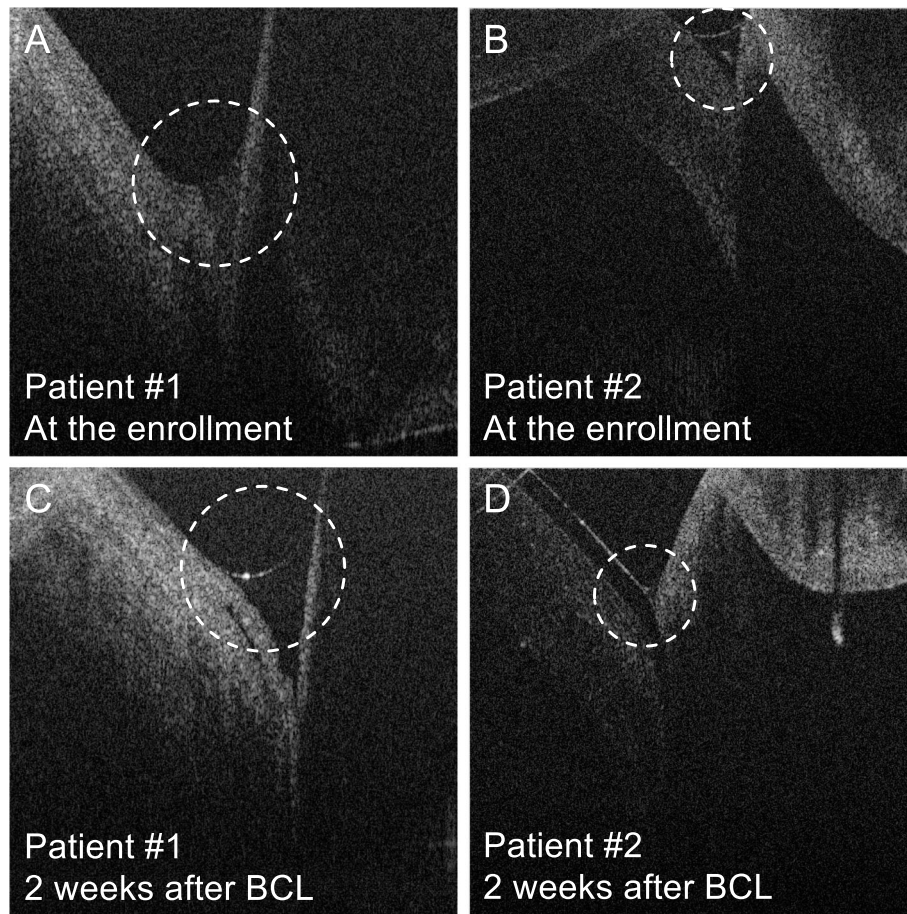 A
Patient #1
At the enrollment
B
Patient #2
At the enrollment
C
Patient #1
2 weeks after BCL
D
Patient #2
2 weeks after BCL